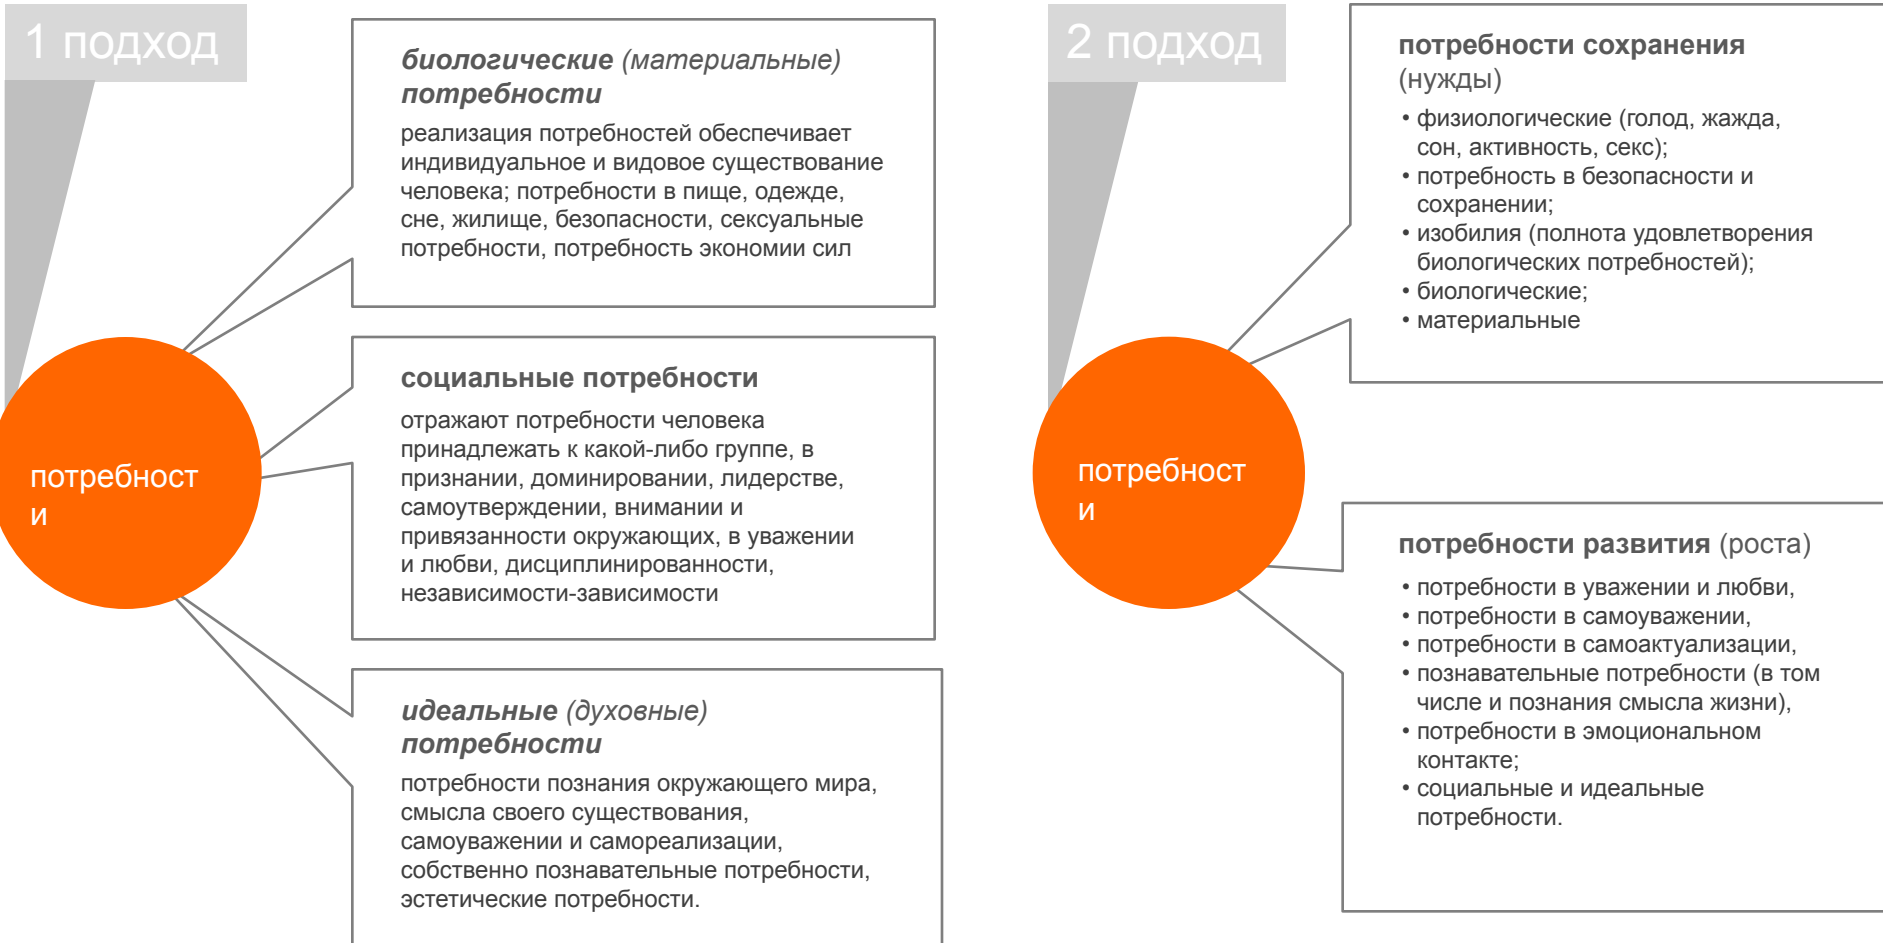 1 подход
биологические (материальные)
потребности
реализация потребностей обеспечивает
индивидуальное и видовое существование
человека; потребности в пище, одежде,
сне, жилище, безопасности, сексуальные
потребности, потребность экономии сил
социальные потребности
отражают потребности человека
принадлежать к какой-либо группе, в
признании, доминировании, лидерстве,
самоутверждении, внимании и
привязанности окружающих, в уважении
и любви, дисциплинированности,
независимости-зависимости
потребност
и
идеальные (духовные)
потребности
потребности познания окружающего мира,
смысла своего существования,
самоуважении и самореализации,
собственно познавательные потребности,
эстетические потребности.
2 подход
потребности сохранения
(нужды)
• физиологические (голод, жажда,
сон, активность, секс);
• потребность в безопасности и
сохранении;
• изобилия (полнота удовлетворения
биологических потребностей);
• биологические;
• материальные
потребност
и
потребности развития (роста)
• потребности в уважении и любви,
• потребности в самоуважении,
• потребности в самоактуализации,
• познавательные потребности (в том
числе и познания смысла жизни),
• потребности в эмоциональном
контакте;
• социальные и идеальные
потребности.